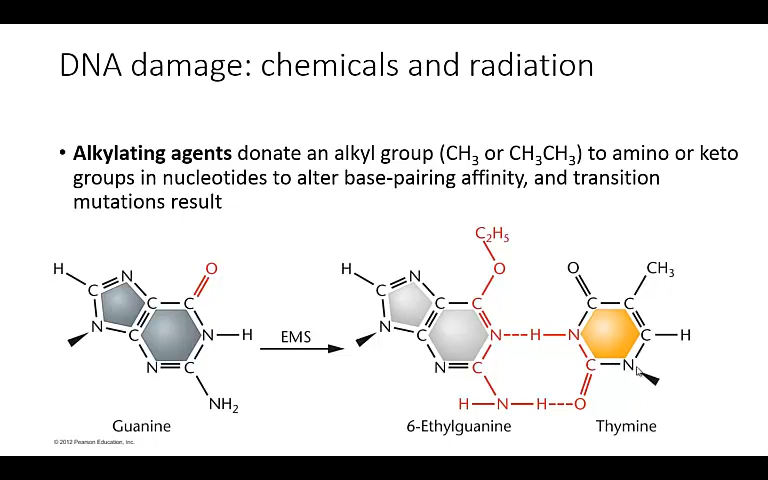 DNA damage: chemicals and radiation
• Alkylating agents donate an alkyl group (CH₃ or CH₃CH₃) to amino or keto
groups in nucleotides to alter base-pairing affinity, and transition
mutations result
C₂H₅
H N O H N O O CH₃
C C C C C C C C
N C N—H EMS N C N---H—N C—H
N C N C C N
NH₂ H—N—H---O
Guanine 6-Ethylguanine Thymine
© 2012 Pearson Education, Inc.